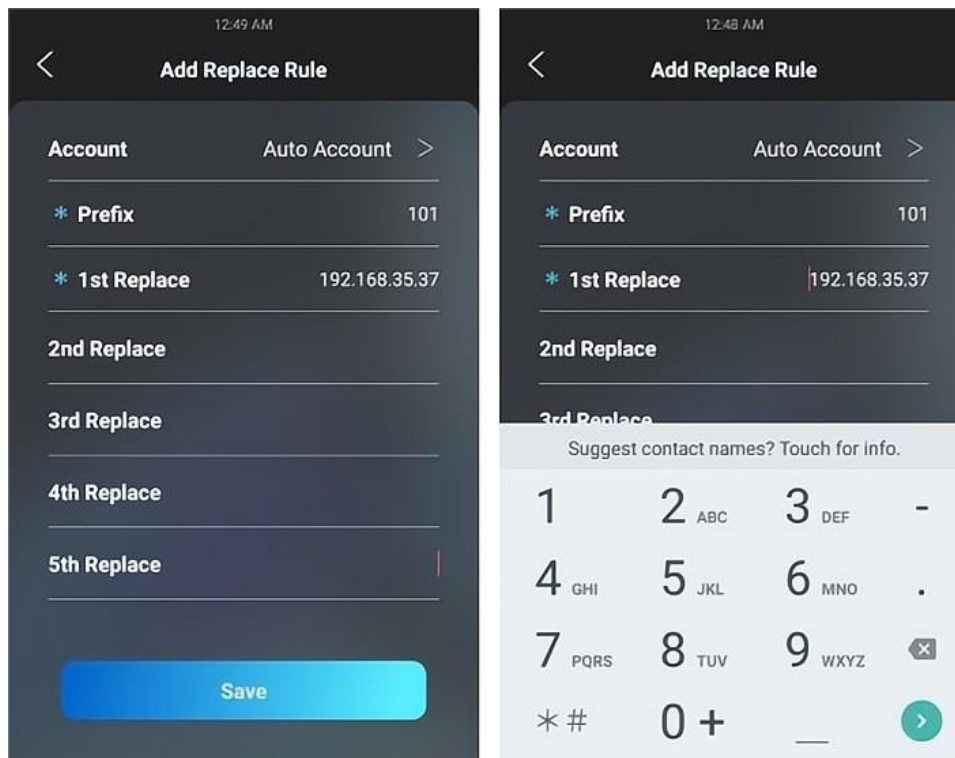 12:49 AM
Add Replace Rule
Account Auto Account >
* Prefix 101
* 1st Replace 192.168.35.37
2nd Replace
3rd Replace
4th Replace
5th Replace
Save
12:48 AM
Add Replace Rule
Account Auto Account >
* Prefix 101
* 1st Replace 192.168.35.37
2nd Replace
3rd Replace
Suggest contact names? Touch for info.
1 2 ABC 3 DEF -
4 GHI 5 JKL 6 MNO .
7 PQRS 8 TUV 9 WXYZ
*# 0 + _